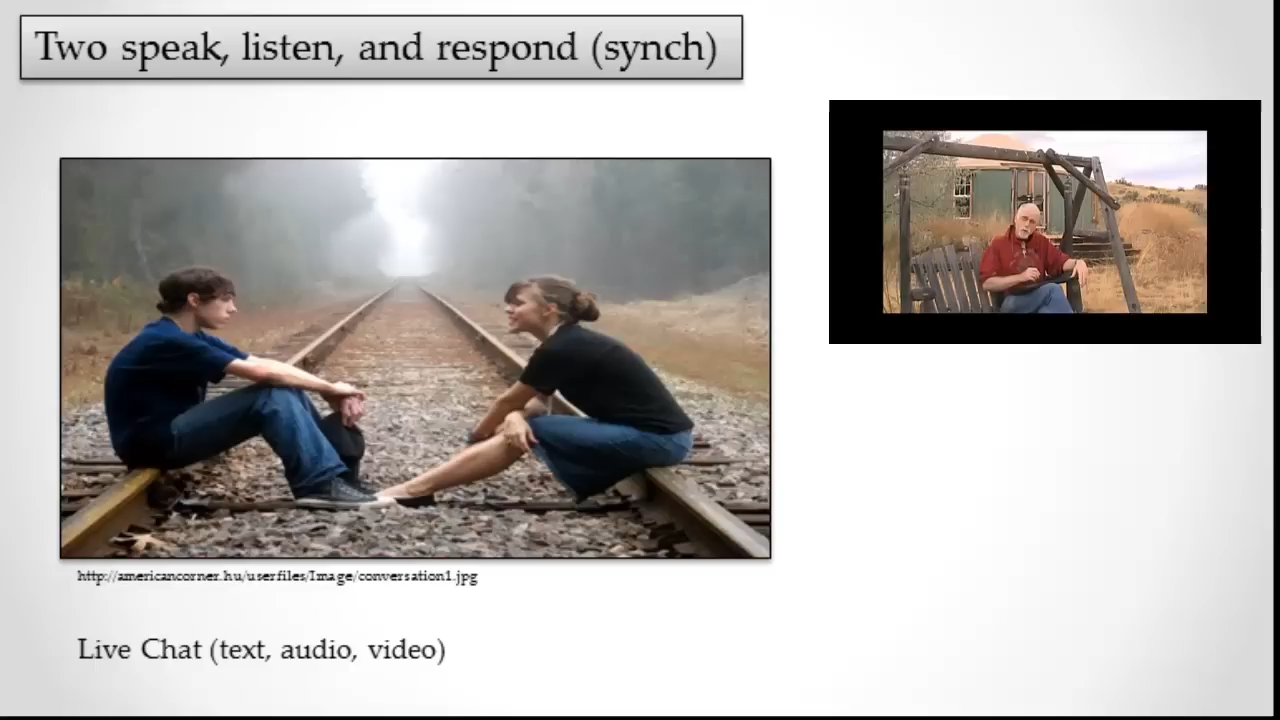 Two speak, listen, and respond (synch)
http://americancorner.hu/userfiles/Image/conversation1.jpg
Live Chat (text, audio, video)